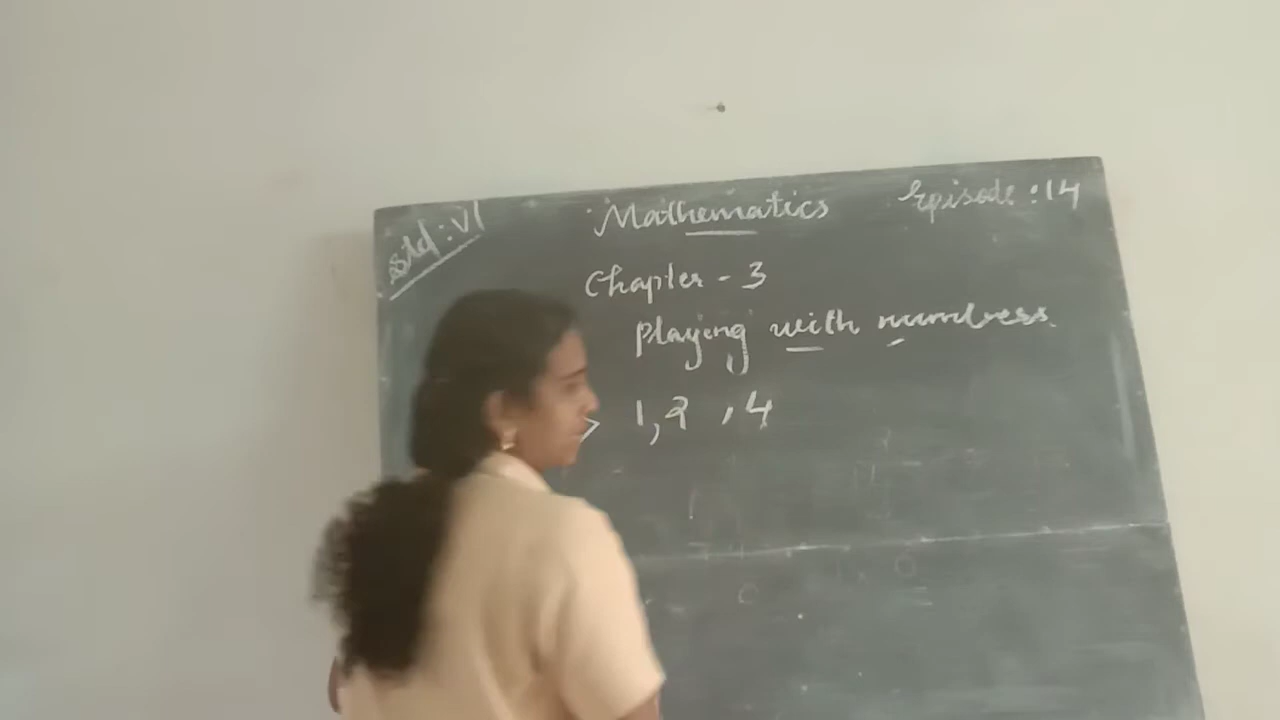 Std : VI
Mathematics
Episode : 14
Chapter - 3
Playing with numbers
1, 2 , 4